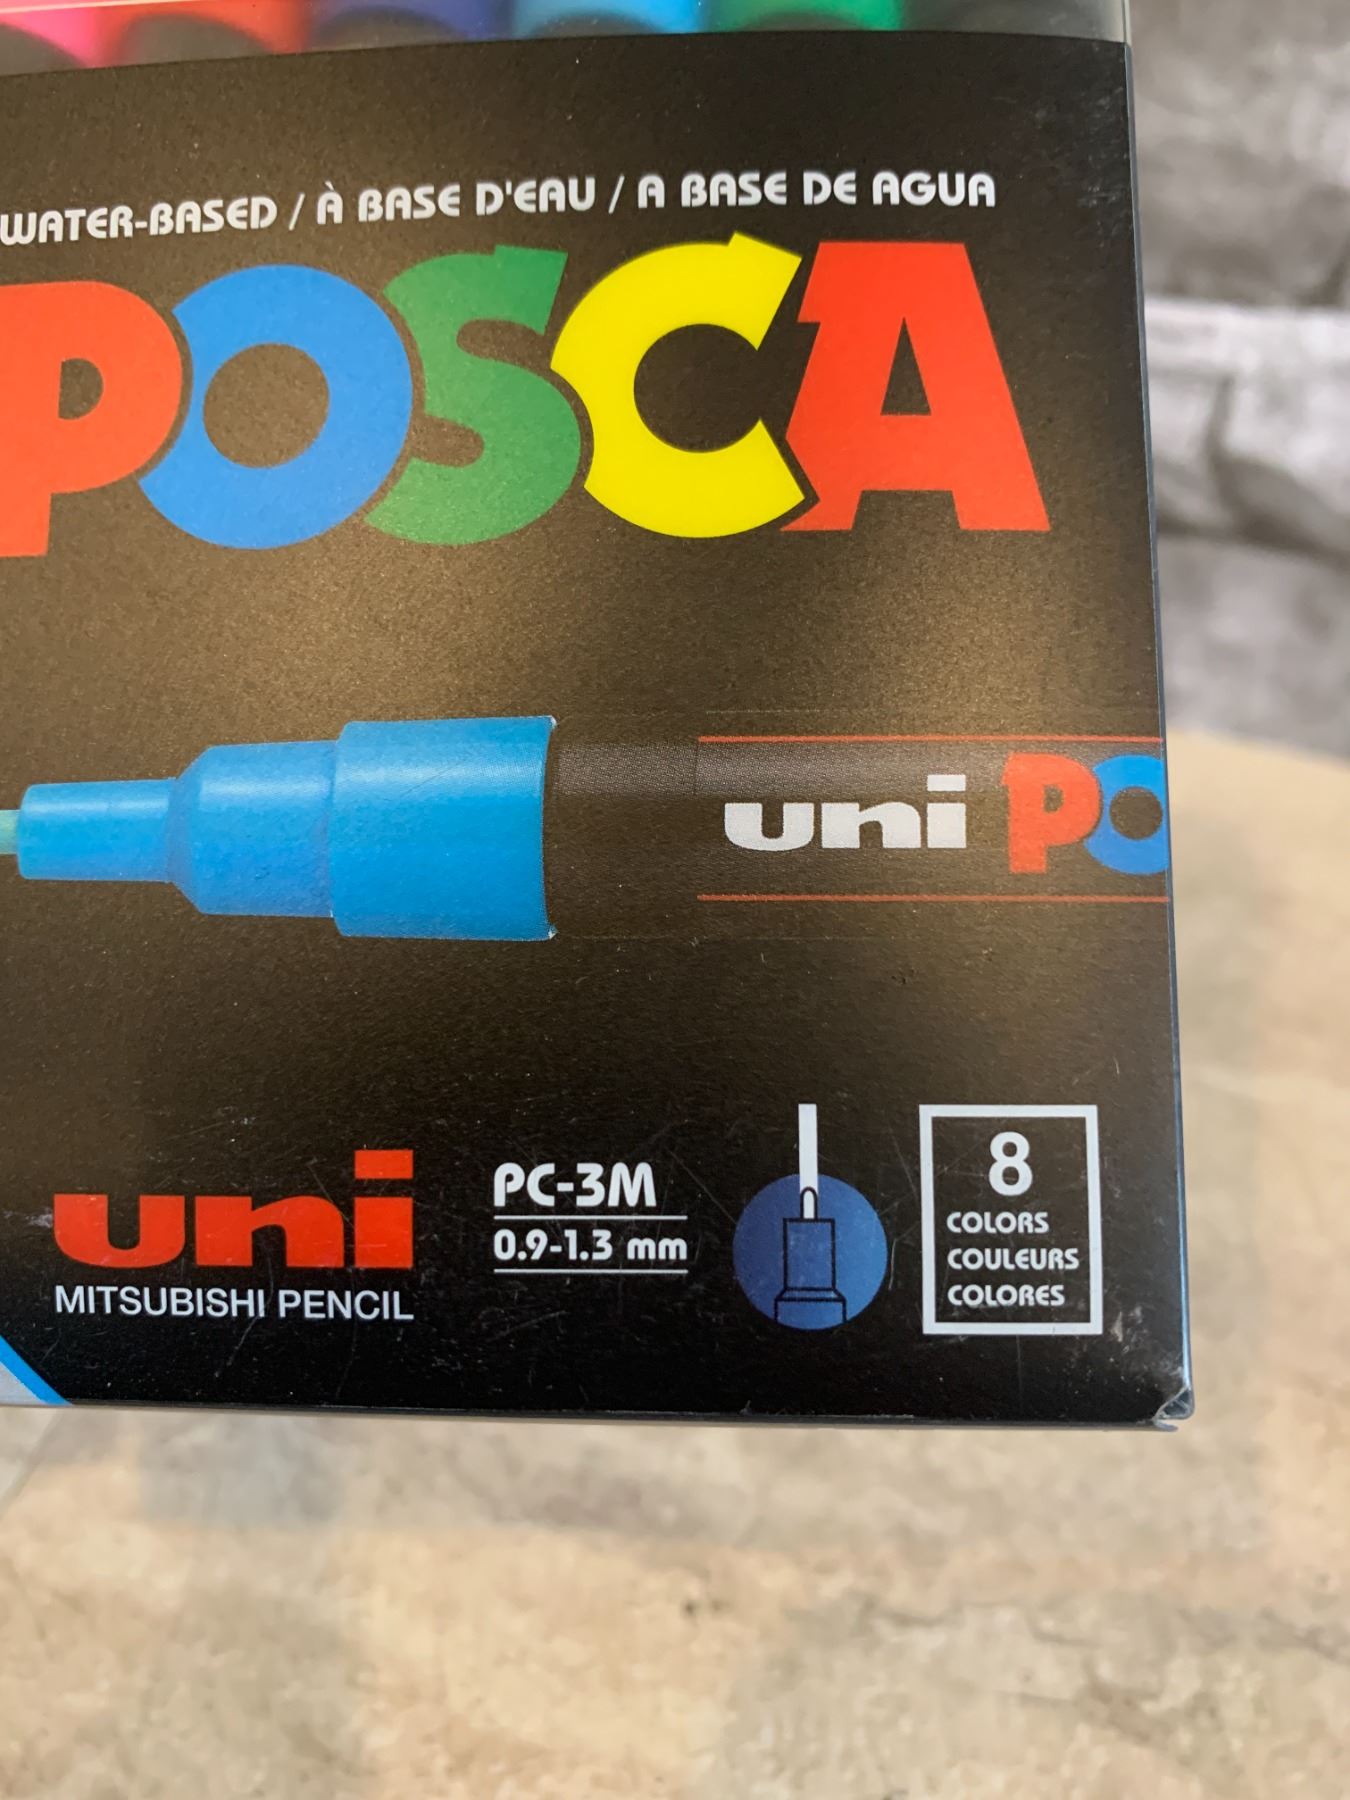 WATER-BASED / À BASE D'EAU / A BASE DE AGUA
POSCA
uni PO
uni
MITSUBISHI PENCIL
PC-3M
0.9-1.3 mm
8
COLORS
COULEURS
COLORES